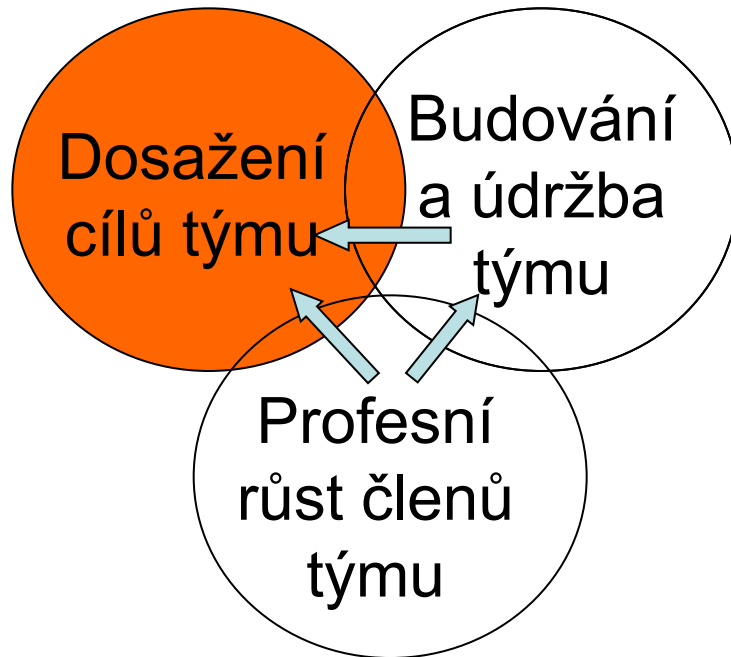 Dosažení
cílů týmu
Budování
a údržba
týmu
Profesní
růst členů
týmu